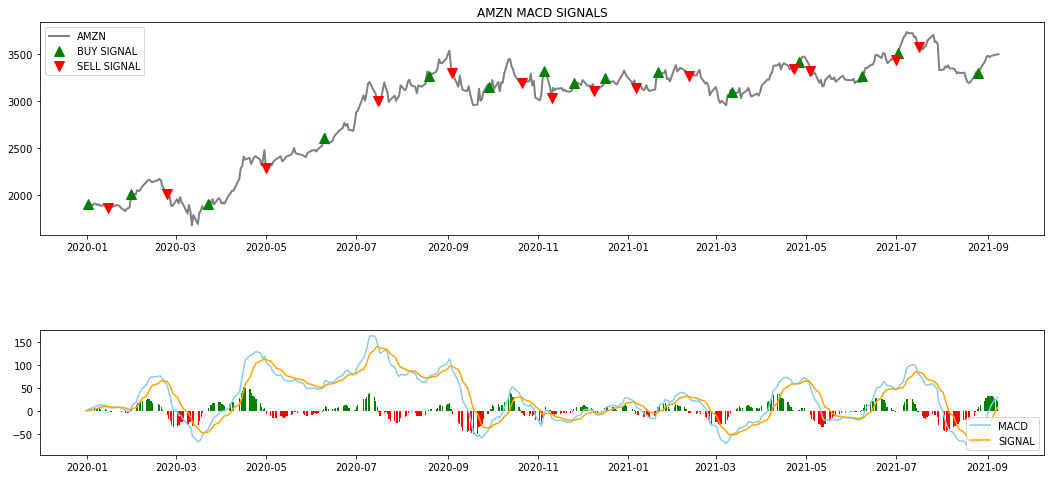 AMZN MACD SIGNALS
AMZN
BUY SIGNAL
SELL SIGNAL
3500
3000
2500
2000
2020-01 2020-03 2020-05 2020-07 2020-09 2020-11 2021-01 2021-03 2021-05 2021-07 2021-09
150
100
50
0
−50
MACD
SIGNAL
2020-01 2020-03 2020-05 2020-07 2020-09 2020-11 2021-01 2021-03 2021-05 2021-07 2021-09